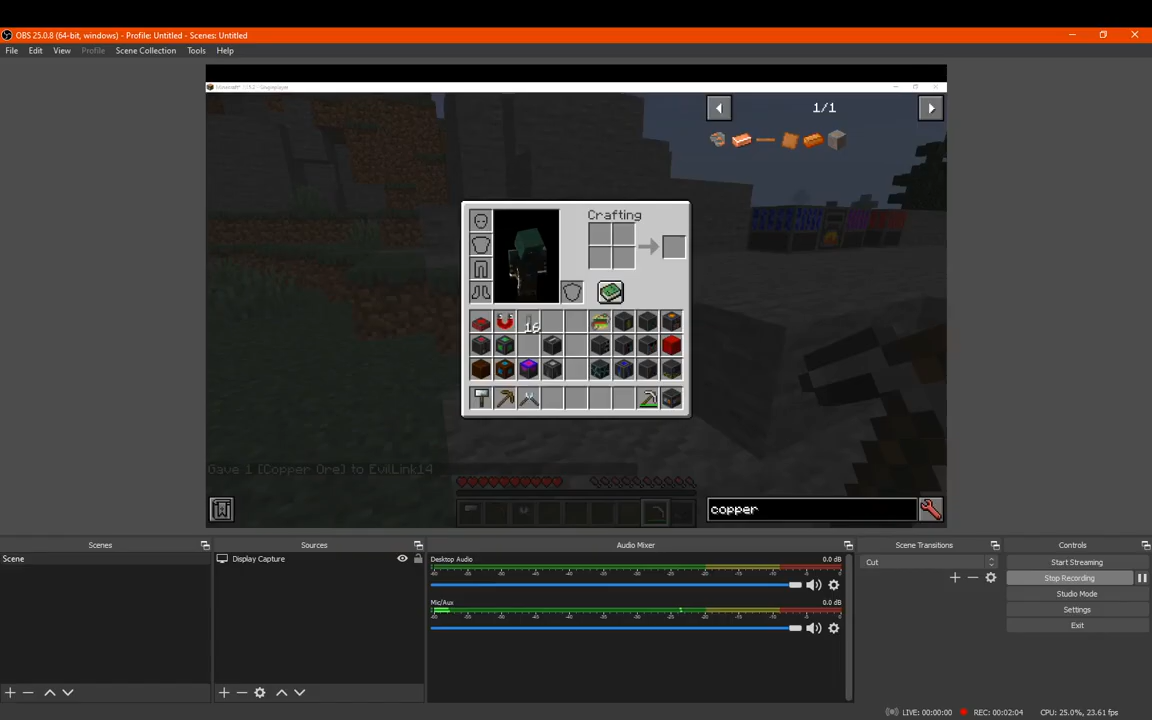 OBS 25.0.8 (64-bit, windows) - Profile: Untitled - Scenes: Untitled
File Edit View Profile Scene Collection Tools Help
1/1
Crafting
16
Gave 1 [Copper Ore] to EvilLink14
copper
Scenes
Sources
Audio Mixer
Scene Transitions
Controls
Scene
Display Capture
Desktop Audio
0.0 dB
Mic/Aux
0.0 dB
Cut
Start Streaming
Stop Recording
Studio Mode
Settings
Exit
LIVE: 00:00:00
REC: 00:02:04
CPU: 25.0%, 23.61 fps